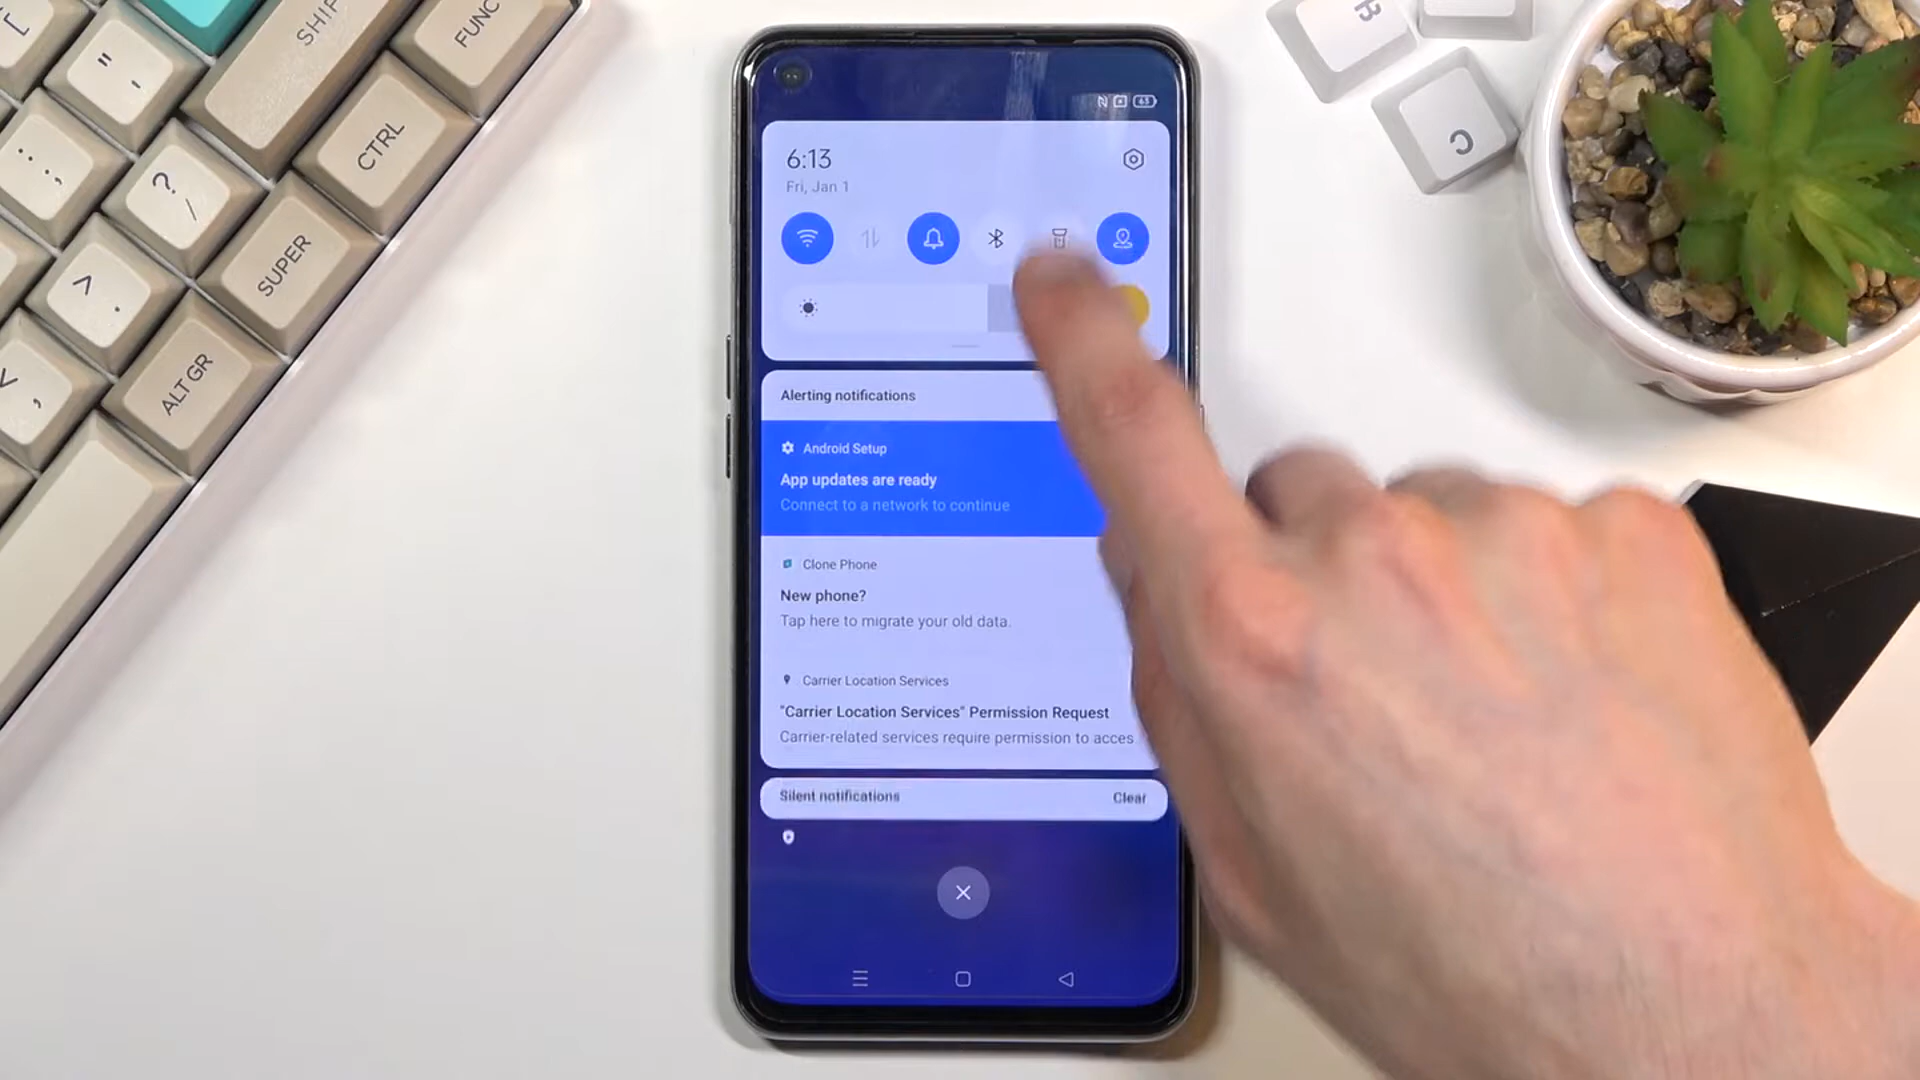 [
"
'
SHIF
FUNC
:
;
?
/
CTRL
>
.
SUPER
<
,
ALT GR
R
C
63
6:13
Fri, Jan 1
Alerting notifications
Android Setup
App updates are ready
Connect to a network to continue
Clone Phone
New phone?
Tap here to migrate your old data.
Carrier Location Services
"Carrier Location Services" Permission Request
Carrier-related services require permission to acces
Silent notifications
Clear